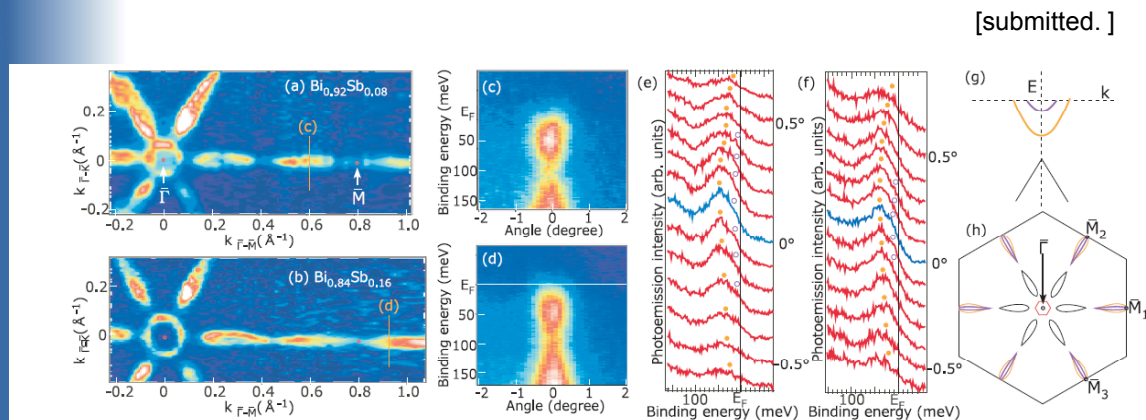 [submitted. ]
(a) Bi0.92Sb0.08
(c)
Γ̄
M̄
0.2
0
-0.2
k Γ̄-K̄ (Å⁻¹)
-0.2 0 0.2 0.4 0.6 0.8 1.0
k Γ̄-M̄ (Å⁻¹)
(b) Bi0.84Sb0.16
(d)
0.2
0
k Γ̄-K̄ (Å⁻¹)
-0.2 0 0.2 0.4 0.6 0.8 1.0
k Γ̄-M̄ (Å⁻¹)
(c)
Binding energy (meV)
EF
50
100
150
-2 -1 0 1 2
Angle (degree)
(d)
Binding energy (meV)
EF
50
100
150
-2 -1 0 1 2
Angle (degree)
(e)
Photoemission intensity (arb. units)
0.5°
0°
-0.5°
100 EF
Binding energy (meV)
(f)
Photoemission intensity (arb. units)
0.5°
0°
-0.5°
100 EF
Binding energy (meV)
(g)
E
k
(h)
Γ̄
M̄2
M̄1
M̄3